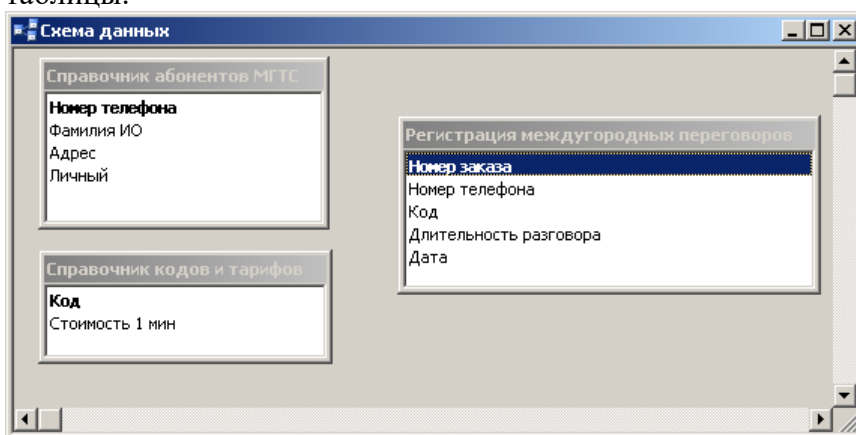 таблицы.
Схема данных
Справочник абонентов МГТС
Номер телефона
Фамилия ИО
Адрес
Личный
Регистрация междугородных переговоров
Номер заказа
Номер телефона
Код
Длительность разговора
Дата
Справочник кодов и тарифов
Код
Стоимость 1 мин